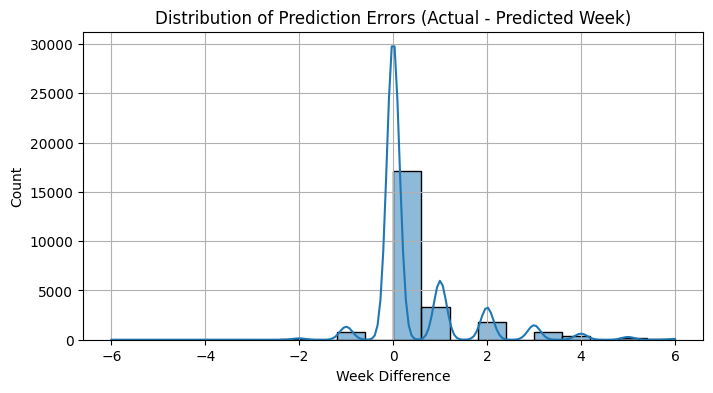 Distribution of Prediction Errors (Actual - Predicted Week)
30000
25000
20000
15000
10000
5000
0
Count
−6 −4 −2 0 2 4 6
Week Difference